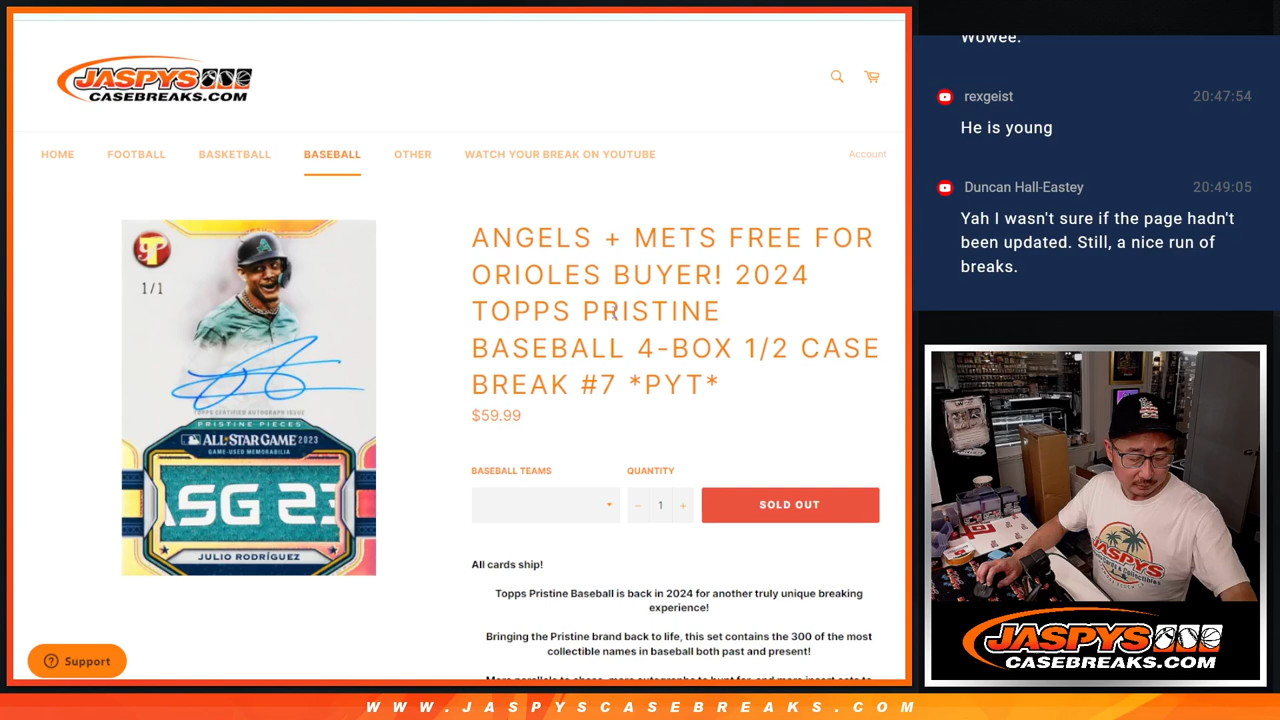 JASPYS
CASEBREAKS.COM
HOME
FOOTBALL
BASKETBALL
BASEBALL
OTHER
WATCH YOUR BREAK ON YOUTUBE
Account
1/1
TOPPS CERTIFIED AUTOGRAPH ISSUE
PRISTINE PIECES
ALL★STAR GAME 2023
GAME-USED MEMORABILIA
ASG 23
JULIO RODRÍGUEZ
ANGELS + METS FREE FOR
ORIOLES BUYER! 2024
TOPPS PRISTINE
BASEBALL 4-BOX 1/2 CASE
BREAK #7 *PYT*
$59.99
BASEBALL TEAMS
QUANTITY
− 1 +
SOLD OUT
All cards ship!
Topps Pristine Baseball is back in 2024 for another truly unique breaking
experience!
Bringing the Pristine brand back to life, this set contains the 300 of the most
collectible names in baseball both past and present!
Support
Wowee.
rexgeist
20:47:54
He is young
Duncan Hall-Eastey
20:49:05
Yah I wasn't sure if the page hadn't
been updated. Still, a nice run of
breaks.
JASPYS
JASPYS
CASEBREAKS.COM
WWW.JASPYSCASEBREAKS.COM